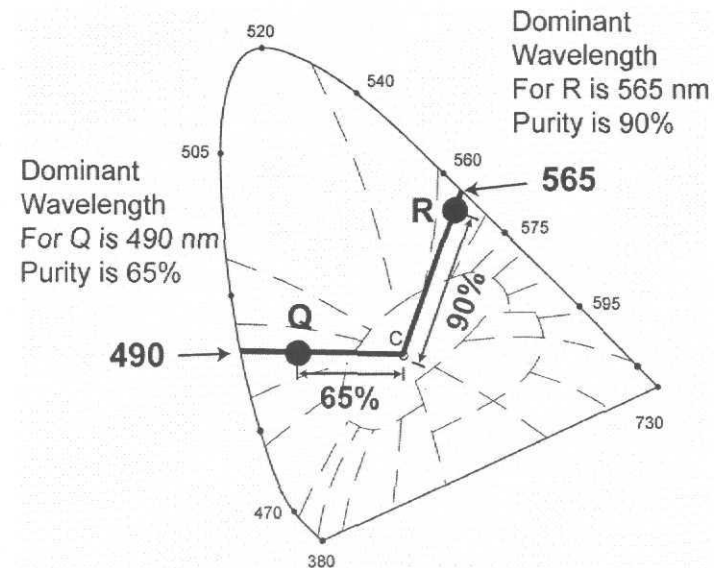 Dominant
Wavelength
For R is 565 nm
Purity is 90%
520
540
505
560
565
R
575
Dominant
Wavelength
For Q is 490 nm
Purity is 65%
90%
595
Q
C
490
65%
730
470
380